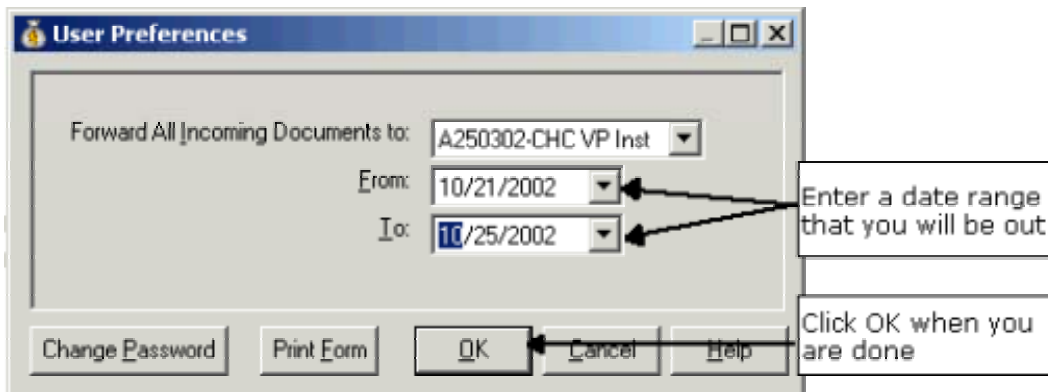 User Preferences
Forward All Incoming Documents to: A250302-CHC VP Inst
From: 10/21/2002
To: 10/25/2002
Enter a date range
that you will be out
Click OK when you
are done
Change Password Print Form OK Cancel Help